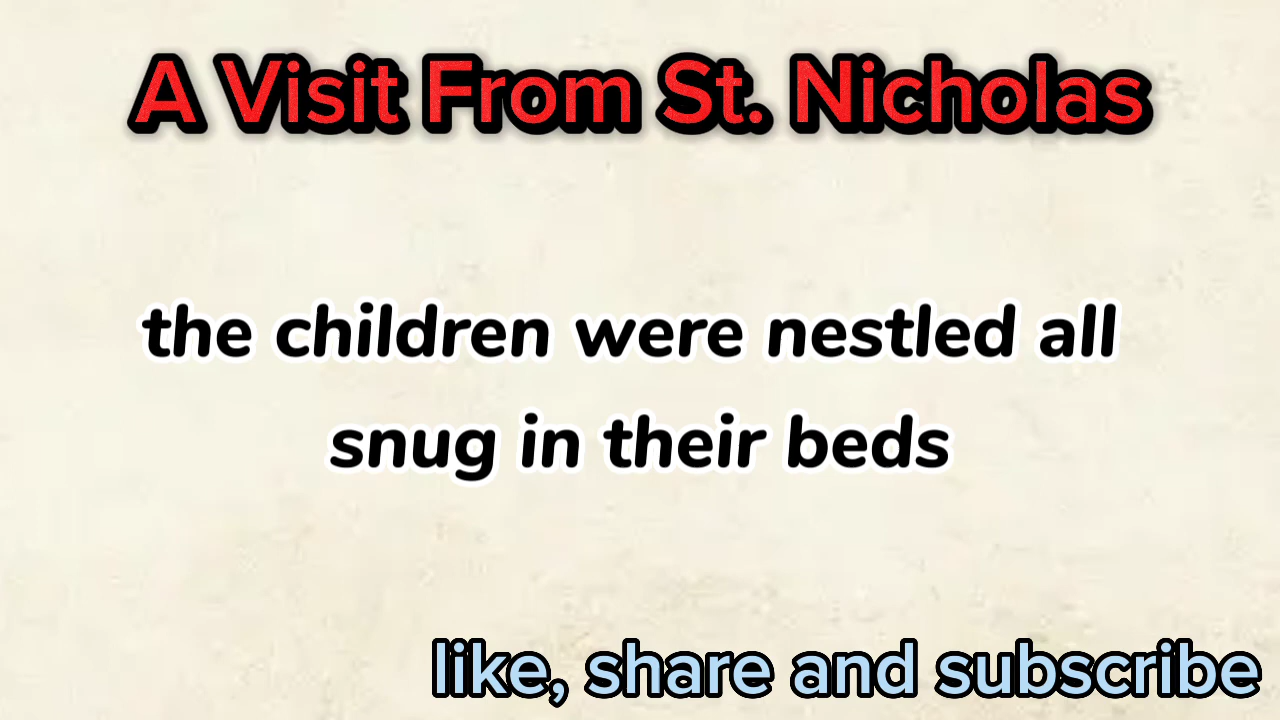 A Visit From St. Nicholas
the children were nestled all
snug in their beds
like, share and subscribe